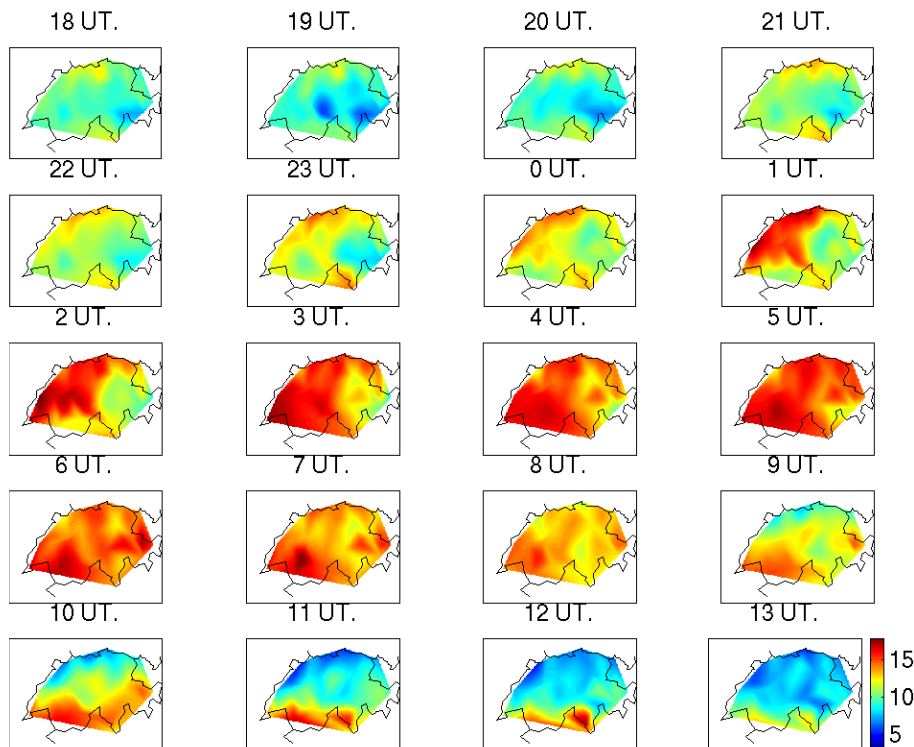 18 UT. 19 UT. 20 UT. 21 UT.
22 UT. 23 UT. 0 UT. 1 UT.
2 UT. 3 UT. 4 UT. 5 UT.
6 UT. 7 UT. 8 UT. 9 UT.
10 UT. 11 UT. 12 UT. 13 UT.
15
10
5